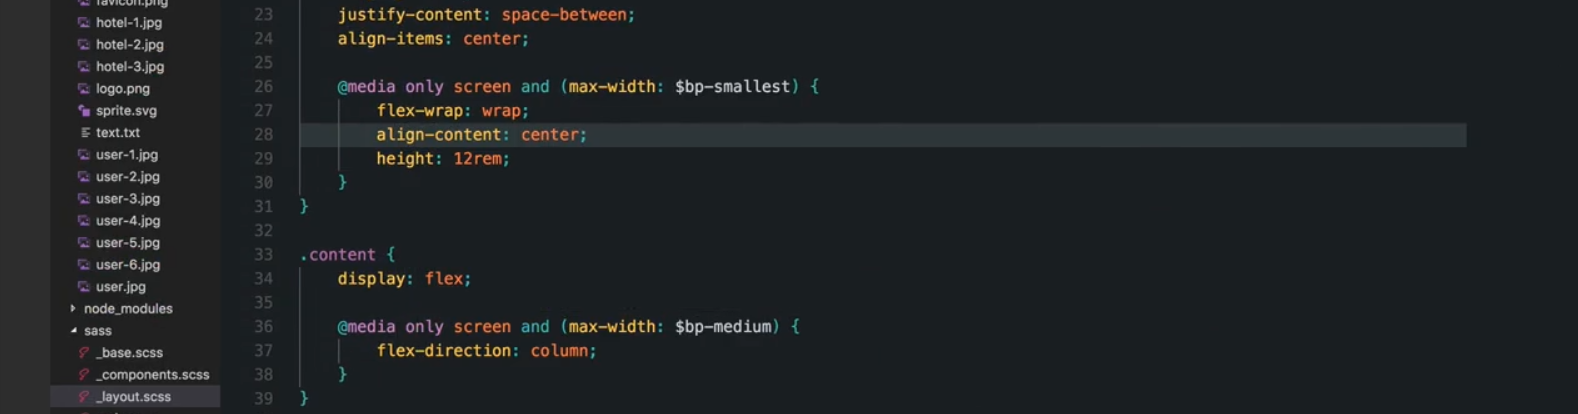 favicon.png
hotel-1.jpg
hotel-2.jpg
hotel-3.jpg
logo.png
sprite.svg
text.txt
user-1.jpg
user-2.jpg
user-3.jpg
user-4.jpg
user-5.jpg
user-6.jpg
user.jpg
node_modules
sass
_base.scss
_components.scss
_layout.scss
23 justify-content: space-between;
24 align-items: center;
25
26 @media only screen and (max-width: $bp-smallest) {
27 flex-wrap: wrap;
28 align-content: center;
29 height: 12rem;
30 }
31 }
32
33 .content {
34 display: flex;
35
36 @media only screen and (max-width: $bp-medium) {
37 flex-direction: column;
38 }
39 }